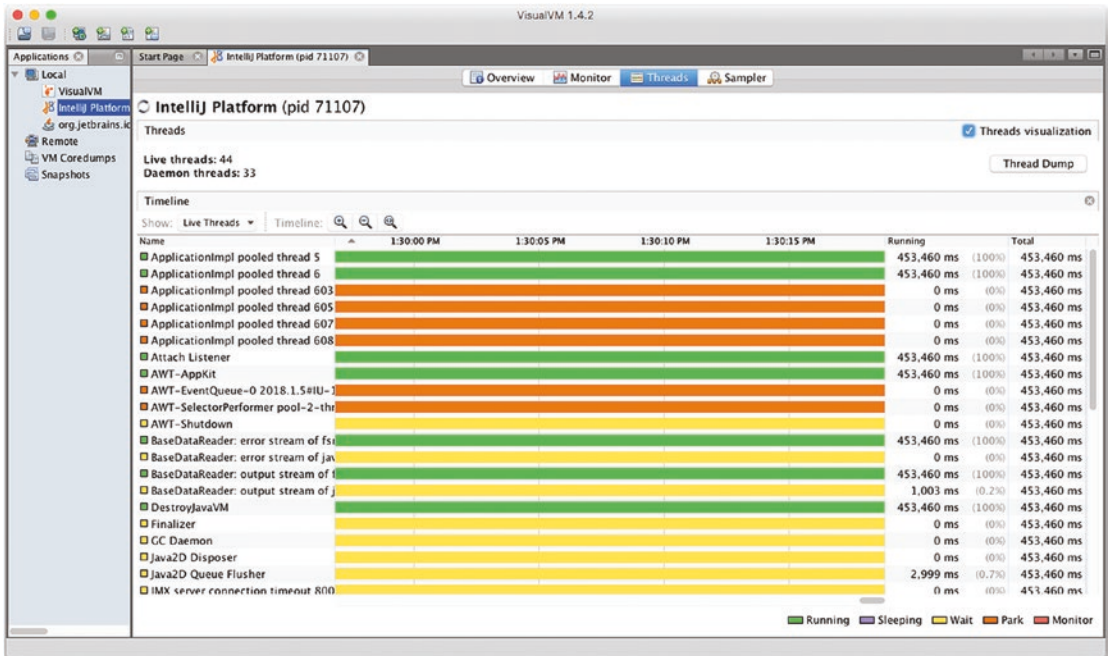 VisualVM 1.4.2
Applications
Start Page
IntelliJ Platform (pid 71107)
Local
VisualVM
IntelliJ Platform
org.jetbrains.ic
Remote
VM Coredumps
Snapshots
Overview
Monitor
Threads
Sampler
IntelliJ Platform (pid 71107)
Threads
Threads visualization
Live threads: 44
Daemon threads: 33
Thread Dump
Timeline
Show: Live Threads Timeline:
Name 1:30:00 PM 1:30:05 PM 1:30:10 PM 1:30:15 PM Running Total
ApplicationImpl pooled thread 5 453,460 ms (100%) 453,460 ms
ApplicationImpl pooled thread 6 453,460 ms (100%) 453,460 ms
ApplicationImpl pooled thread 603 0 ms (0%) 453,460 ms
ApplicationImpl pooled thread 605 0 ms (0%) 453,460 ms
ApplicationImpl pooled thread 607 0 ms (0%) 453,460 ms
ApplicationImpl pooled thread 608 0 ms (0%) 453,460 ms
Attach Listener 453,460 ms (100%) 453,460 ms
AWT-AppKit 453,460 ms (100%) 453,460 ms
AWT-EventQueue-0 2018.1.5#IU-1 0 ms (0%) 453,460 ms
AWT-SelectorPerformer pool-2-thr 0 ms (0%) 453,460 ms
AWT-Shutdown 0 ms (0%) 453,460 ms
BaseDataReader: error stream of fsn 453,460 ms (100%) 453,460 ms
BaseDataReader: error stream of jav 0 ms (0%) 453,460 ms
BaseDataReader: output stream of f 453,460 ms (100%) 453,460 ms
BaseDataReader: output stream of j 1,003 ms (0.2%) 453,460 ms
DestroyJavaVM 453,460 ms (100%) 453,460 ms
Finalizer 0 ms (0%) 453,460 ms
GC Daemon 0 ms (0%) 453,460 ms
Java2D Disposer 0 ms (0%) 453,460 ms
Java2D Queue Flusher 2,999 ms (0.7%) 453,460 ms
JMX server connection timeout 800 0 ms (0%) 453,460 ms
Running Sleeping Wait Park Monitor